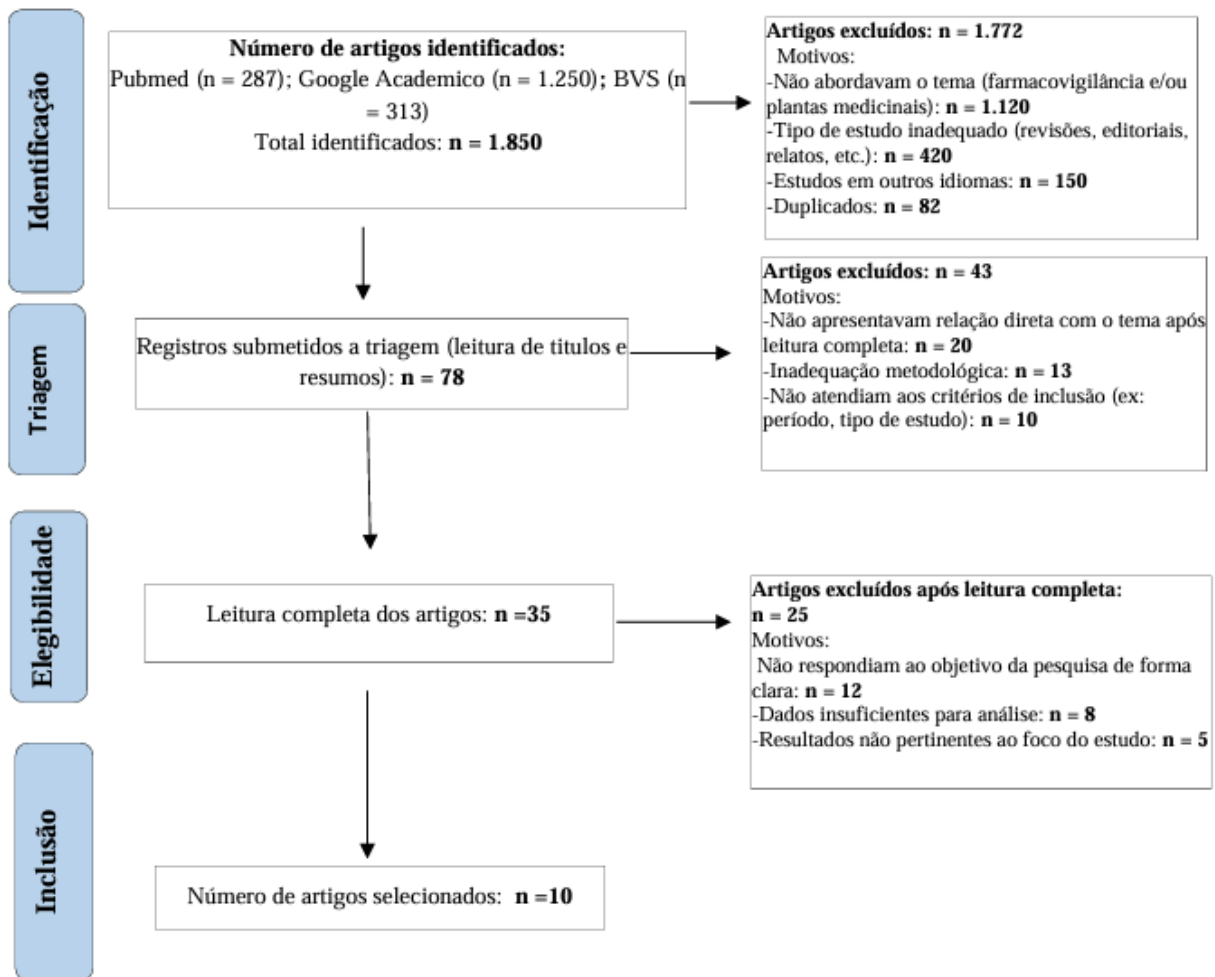 Identificação
Número de artigos identificados:
Pubmed (n = 287); Google Academico (n = 1.250); BVS (n
= 313)
Total identificados: n = 1.850
Artigos excluídos: n = 1.772
Motivos:
-Não abordavam o tema (farmacovigilância e/ou
plantas medicinais): n = 1.120
-Tipo de estudo inadequado (revisões, editoriais,
relatos, etc.): n = 420
-Estudos em outros idiomas: n = 150
-Duplicados: n = 82
Triagem
Registros submetidos a triagem (leitura de titulos e
resumos): n = 78
Artigos excluídos: n = 43
Motivos:
-Não apresentavam relação direta com o tema após
leitura completa: n = 20
-Inadequação metodológica: n = 13
-Não atendiam aos critérios de inclusão (ex:
período, tipo de estudo): n = 10
Elegibilidade
Leitura completa dos artigos: n =35
Artigos excluídos após leitura completa:
n = 25
Motivos:
Não respondiam ao objetivo da pesquisa de forma
clara: n = 12
-Dados insuficientes para análise: n = 8
-Resultados não pertinentes ao foco do estudo: n = 5
Inclusão
Número de artigos selecionados: n =10